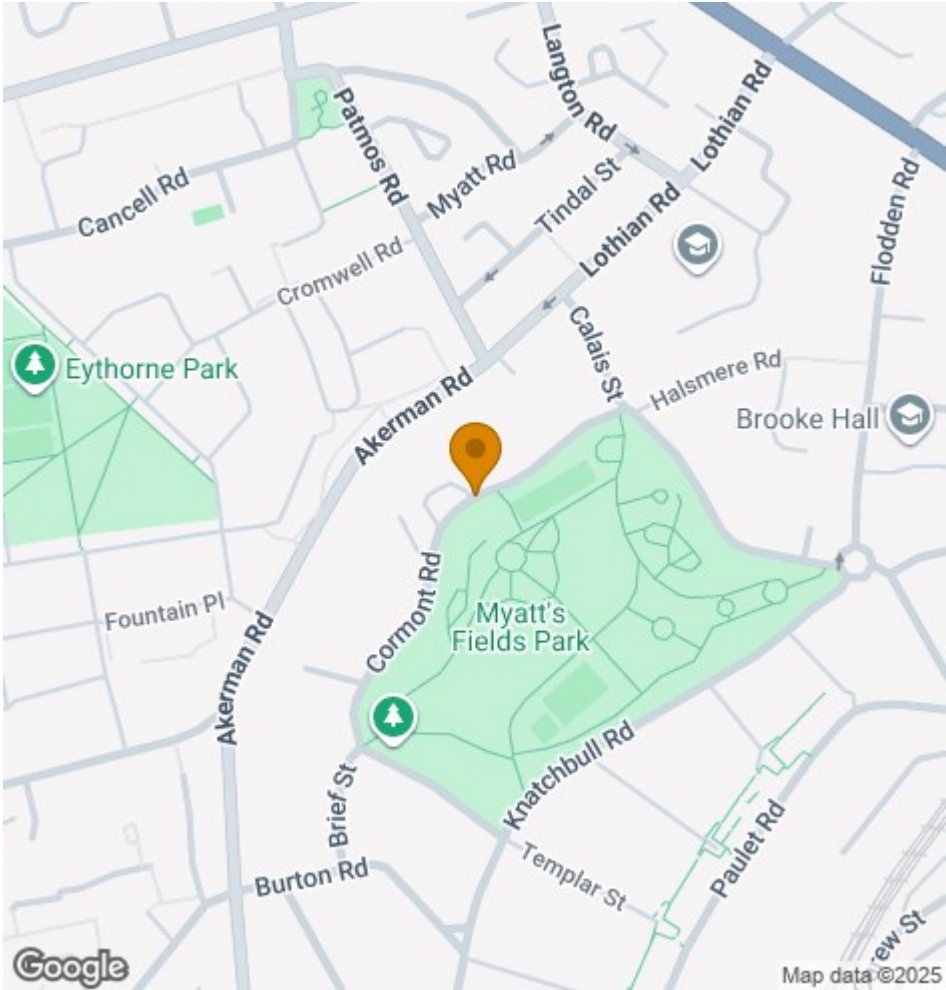 Langton Rd
Lothian Rd
Patmos Rd
Myatt Rd
Tindal St
Cancell Rd
Lothian Rd
Flodden Rd
Cromwell Rd
Calais St
Eythorne Park
Halsmere Rd
Akerman Rd
Brooke Hall
Fountain Pl
Cormont Rd
Myatt's
Fields Park
Akerman Rd
Knatchbull Rd
Brief St
Paulet Rd
Burton Rd
Templar St
rew St
Google
Map data ©2025